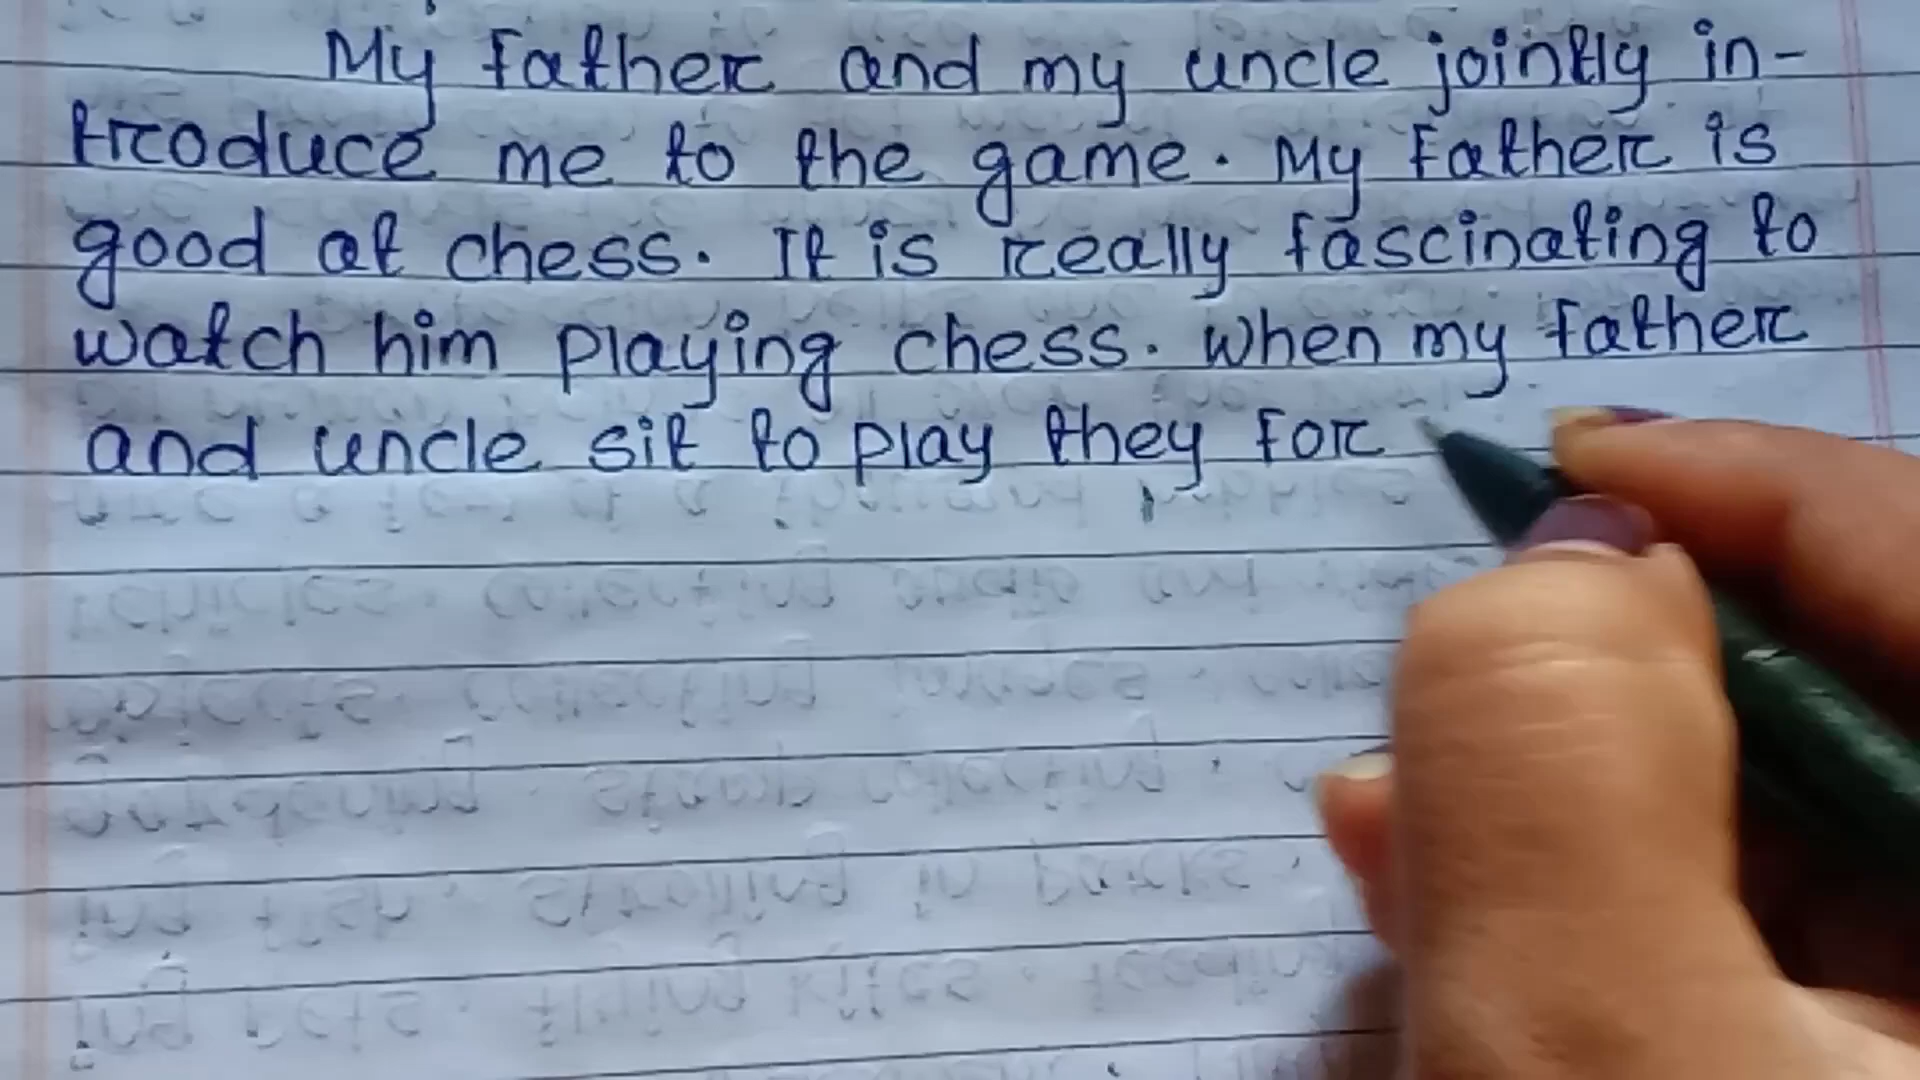 My father and my uncle jointly in-
troduce me to the game. My father is
good at chess. It is really fascinating to
watch him playing chess. When my father
and uncle sit to play they for